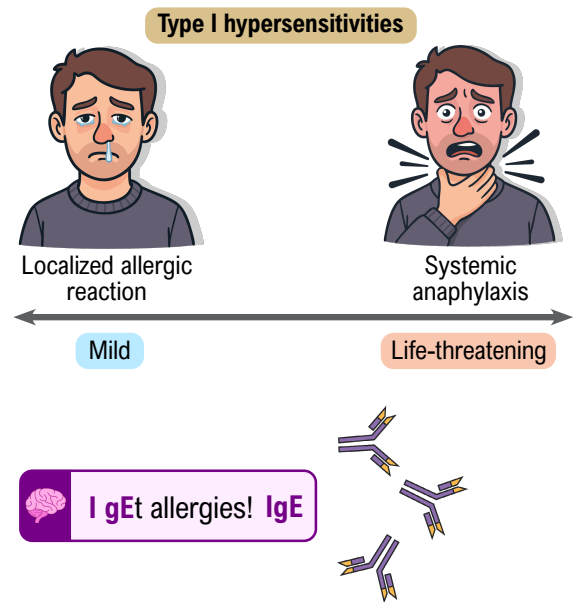 Type I hypersensitivities
Localized allergic
reaction
Systemic
anaphylaxis
Mild
Life-threatening
I gEt allergies! IgE